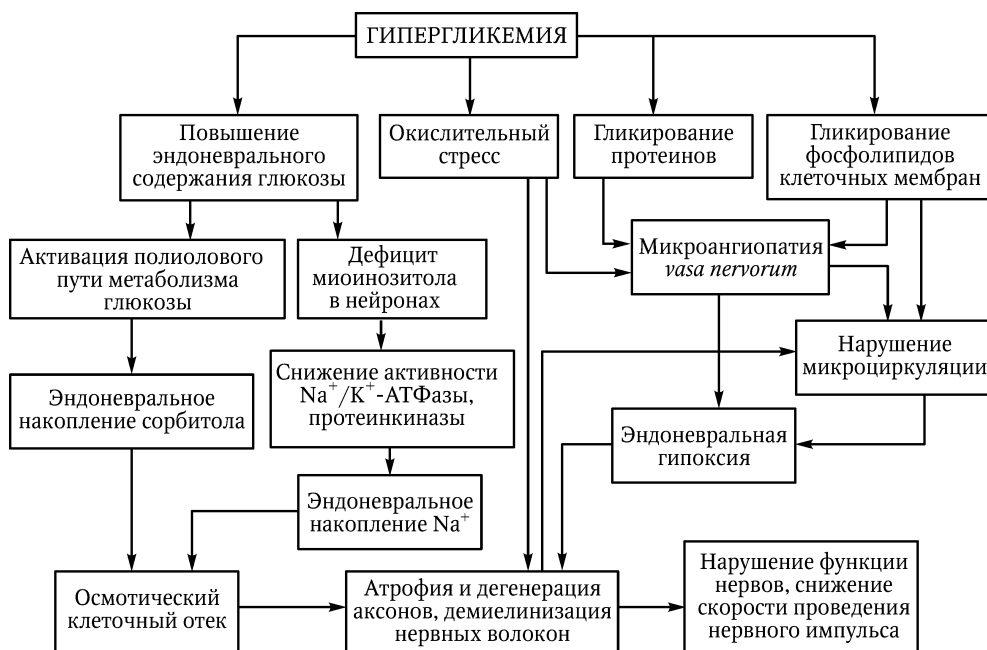 ГИПЕРГЛИКЕМИЯ
Повышение
эндоневрального
содержания глюкозы
Окислительный
стресс
Гликирование
протеинов
Гликирование
фосфолипидов
клеточных мембран
Активация полиолового
пути метаболизма
глюкозы
Дефицит
миоинозитола
в нейронах
Микроангиопатия
vasa nervorum
Нарушение
микроциркуляции
Эндоневральное
накопление сорбитола
Снижение активности
Na⁺/K⁺-АТФазы,
протеинкиназы
Эндоневральная
гипоксия
Эндоневральное
накопление Na⁺
Осмотический
клеточный отек
Атрофия и дегенерация
аксонов, демиелинизация
нервных волокон
Нарушение функции
нервов, снижение
скорости проведения
нервного импульса